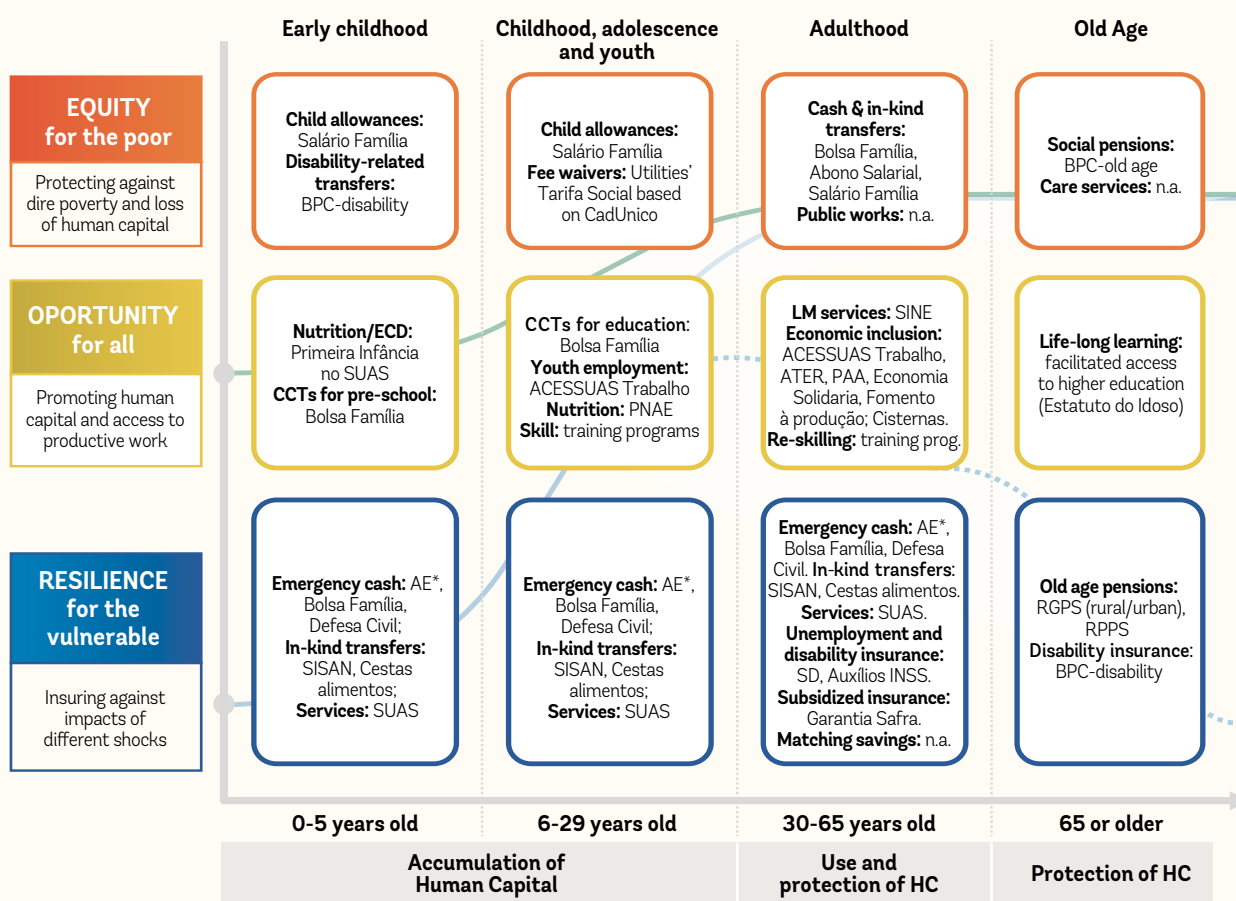 Early childhood
Childhood, adolescence
and youth
Adulthood
Old Age
EQUITY
for the poor
Protecting against
dire poverty and loss
of human capital
Child allowances:
Salário Família
Disability-related
transfers:
BPC-disability
Child allowances:
Salário Família
Fee waivers: Utilities’
Tarifa Social based
on CadUnico
Cash & in-kind
transfers:
Bolsa Família,
Abono Salarial,
Salário Família
Public works: n.a.
Social pensions:
BPC-old age
Care services: n.a.
OPORTUNITY
for all
Promoting human
capital and access to
productive work
Nutrition/ECD:
Primeira Infância
no SUAS
CCTs for pre-school:
Bolsa Família
CCTs for education:
Bolsa Família
Youth employment:
ACESSUAS Trabalho
Nutrition: PNAE
Skill: training programs
LM services: SINE
Economic inclusion:
ACESSUAS Trabalho,
ATER, PAA, Economia
Solidaria, Fomento
à produção; Cisternas.
Re-skilling: training prog.
Life-long learning:
facilitated access
to higher education
(Estatuto do Idoso)
RESILIENCE
for the
vulnerable
Insuring against
impacts of
different shocks
Emergency cash: AE*,
Bolsa Família,
Defesa Civil;
In-kind transfers:
SISAN, Cestas
alimentos;
Services: SUAS
Emergency cash: AE*,
Bolsa Família,
Defesa Civil;
In-kind transfers:
SISAN, Cestas
alimentos;
Services: SUAS
Emergency cash: AE*,
Bolsa Família, Defesa
Civil. In-kind transfers:
SISAN, Cestas alimentos.
Services: SUAS.
Unemployment and
disability insurance:
SD, Auxílios INSS.
Subsidized insurance:
Garantia Safra.
Matching savings: n.a.
Old age pensions:
RGPS (rural/urban),
RPPS
Disability insurance:
BPC-disability
0-5 years old
6-29 years old
30-65 years old
65 or older
Accumulation of
Human Capital
Use and
protection of HC
Protection of HC